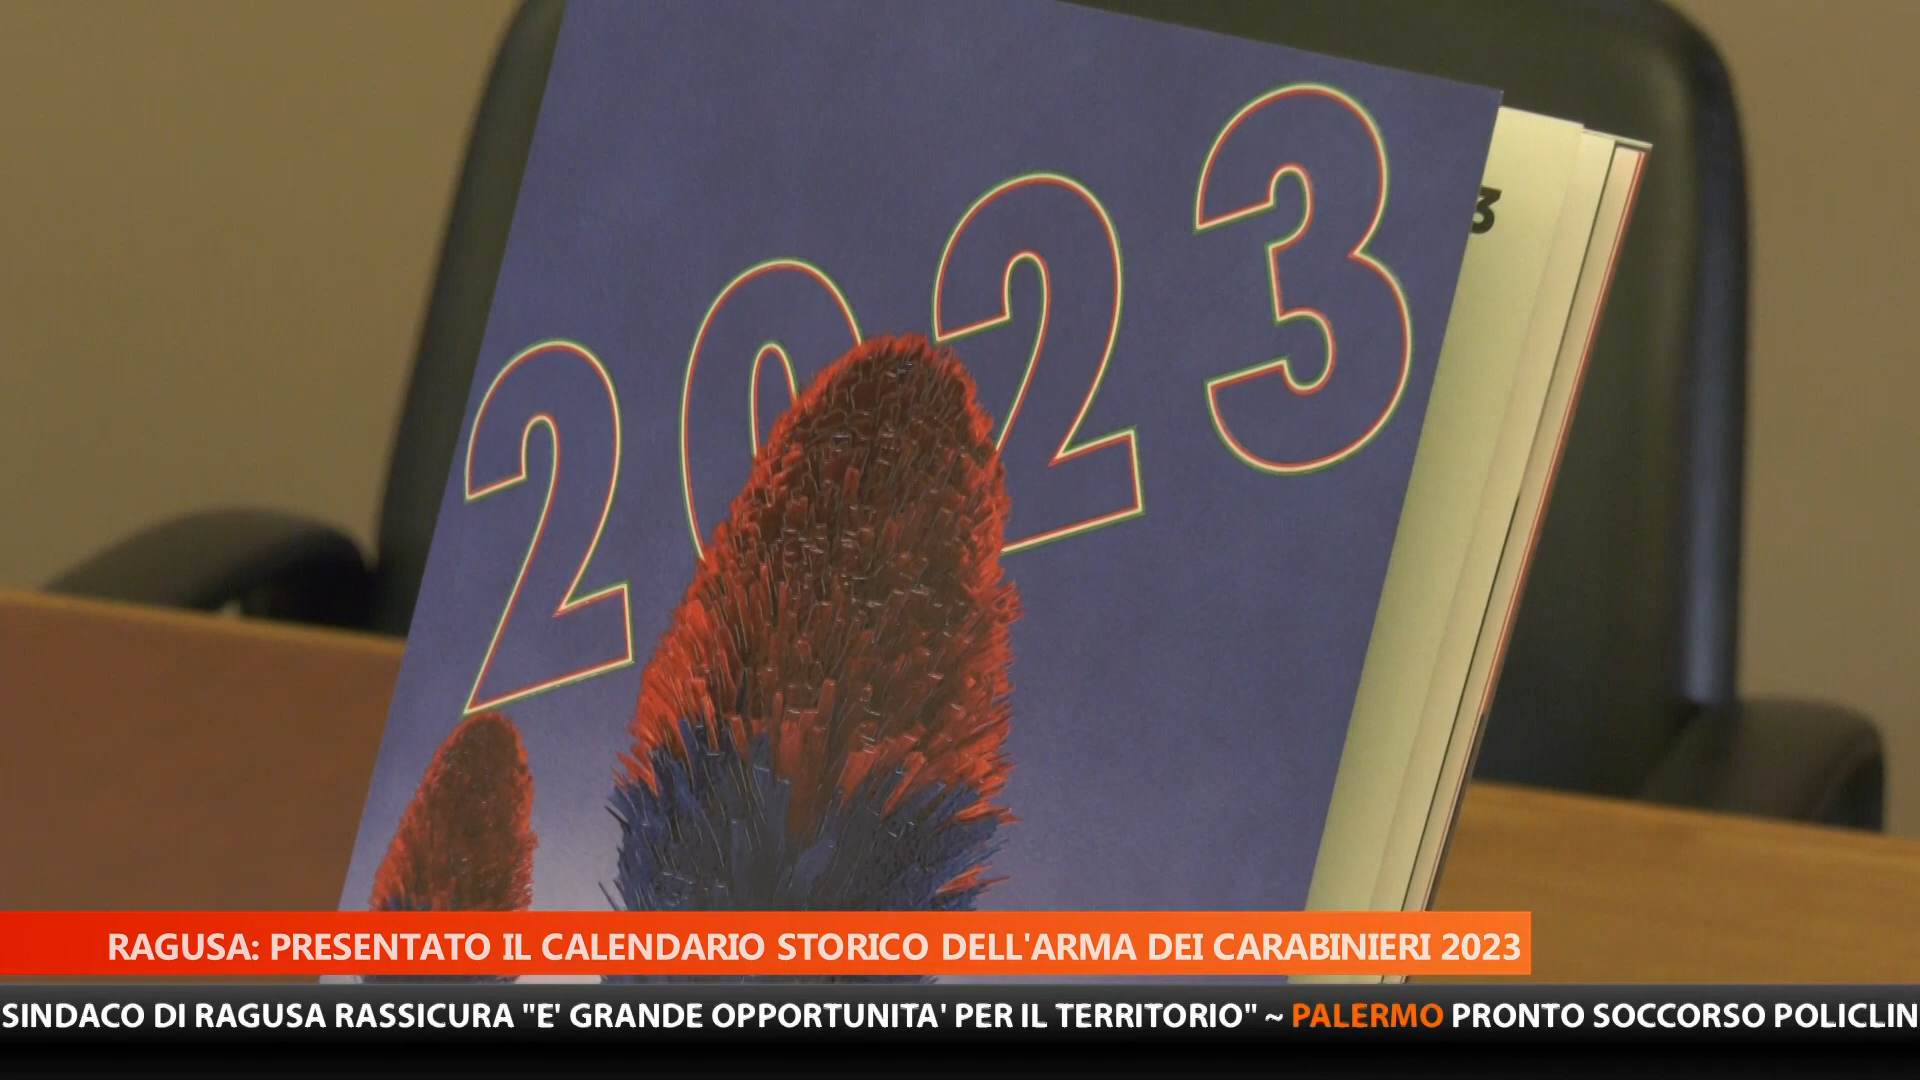 2023
3
RAGUSA: PRESENTATO IL CALENDARIO STORICO DELL'ARMA DEI CARABINIERI 2023
SINDACO DI RAGUSA RASSICURA "E' GRANDE OPPORTUNITA' PER IL TERRITORIO" ~ PALERMO PRONTO SOCCORSO POLICLIN